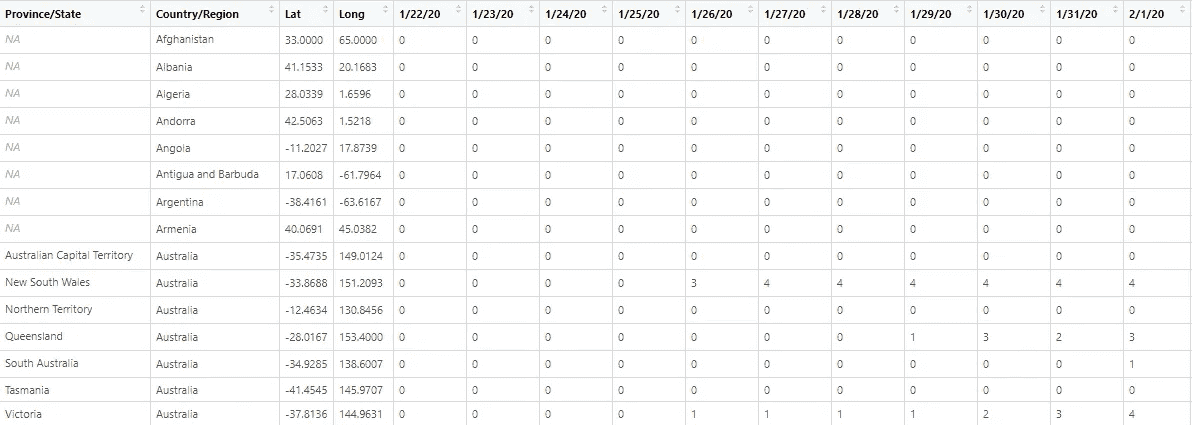 Province/State Country/Region Lat Long 1/22/20 1/23/20 1/24/20 1/25/20 1/26/20 1/27/20 1/28/20 1/29/20 1/30/20 1/31/20 2/1/20
NA Afghanistan 33.0000 65.0000 0 0 0 0 0 0 0 0 0 0 0
NA Albania 41.1533 20.1683 0 0 0 0 0 0 0 0 0 0 0
NA Algeria 28.0339 1.6596 0 0 0 0 0 0 0 0 0 0 0
NA Andorra 42.5063 1.5218 0 0 0 0 0 0 0 0 0 0 0
NA Angola -11.2027 17.8739 0 0 0 0 0 0 0 0 0 0 0
NA Antigua and Barbuda 17.0608 -61.7964 0 0 0 0 0 0 0 0 0 0 0
NA Argentina -38.4161 -63.6167 0 0 0 0 0 0 0 0 0 0 0
NA Armenia 40.0691 45.0382 0 0 0 0 0 0 0 0 0 0 0
Australian Capital Territory Australia -35.4735 149.0124 0 0 0 0 0 0 0 0 0 0 0
New South Wales Australia -33.8688 151.2093 0 0 0 0 3 4 4 4 4 4 4
Northern Territory Australia -12.4634 130.8456 0 0 0 0 0 0 0 0 0 0 0
Queensland Australia -28.0167 153.4000 0 0 0 0 0 0 0 1 3 2 3
South Australia Australia -34.9285 138.6007 0 0 0 0 0 0 0 0 0 0 1
Tasmania Australia -41.4545 145.9707 0 0 0 0 0 0 0 0 0 0 0
Victoria Australia -37.8136 144.9631 0 0 0 0 1 1 1 1 2 3 4